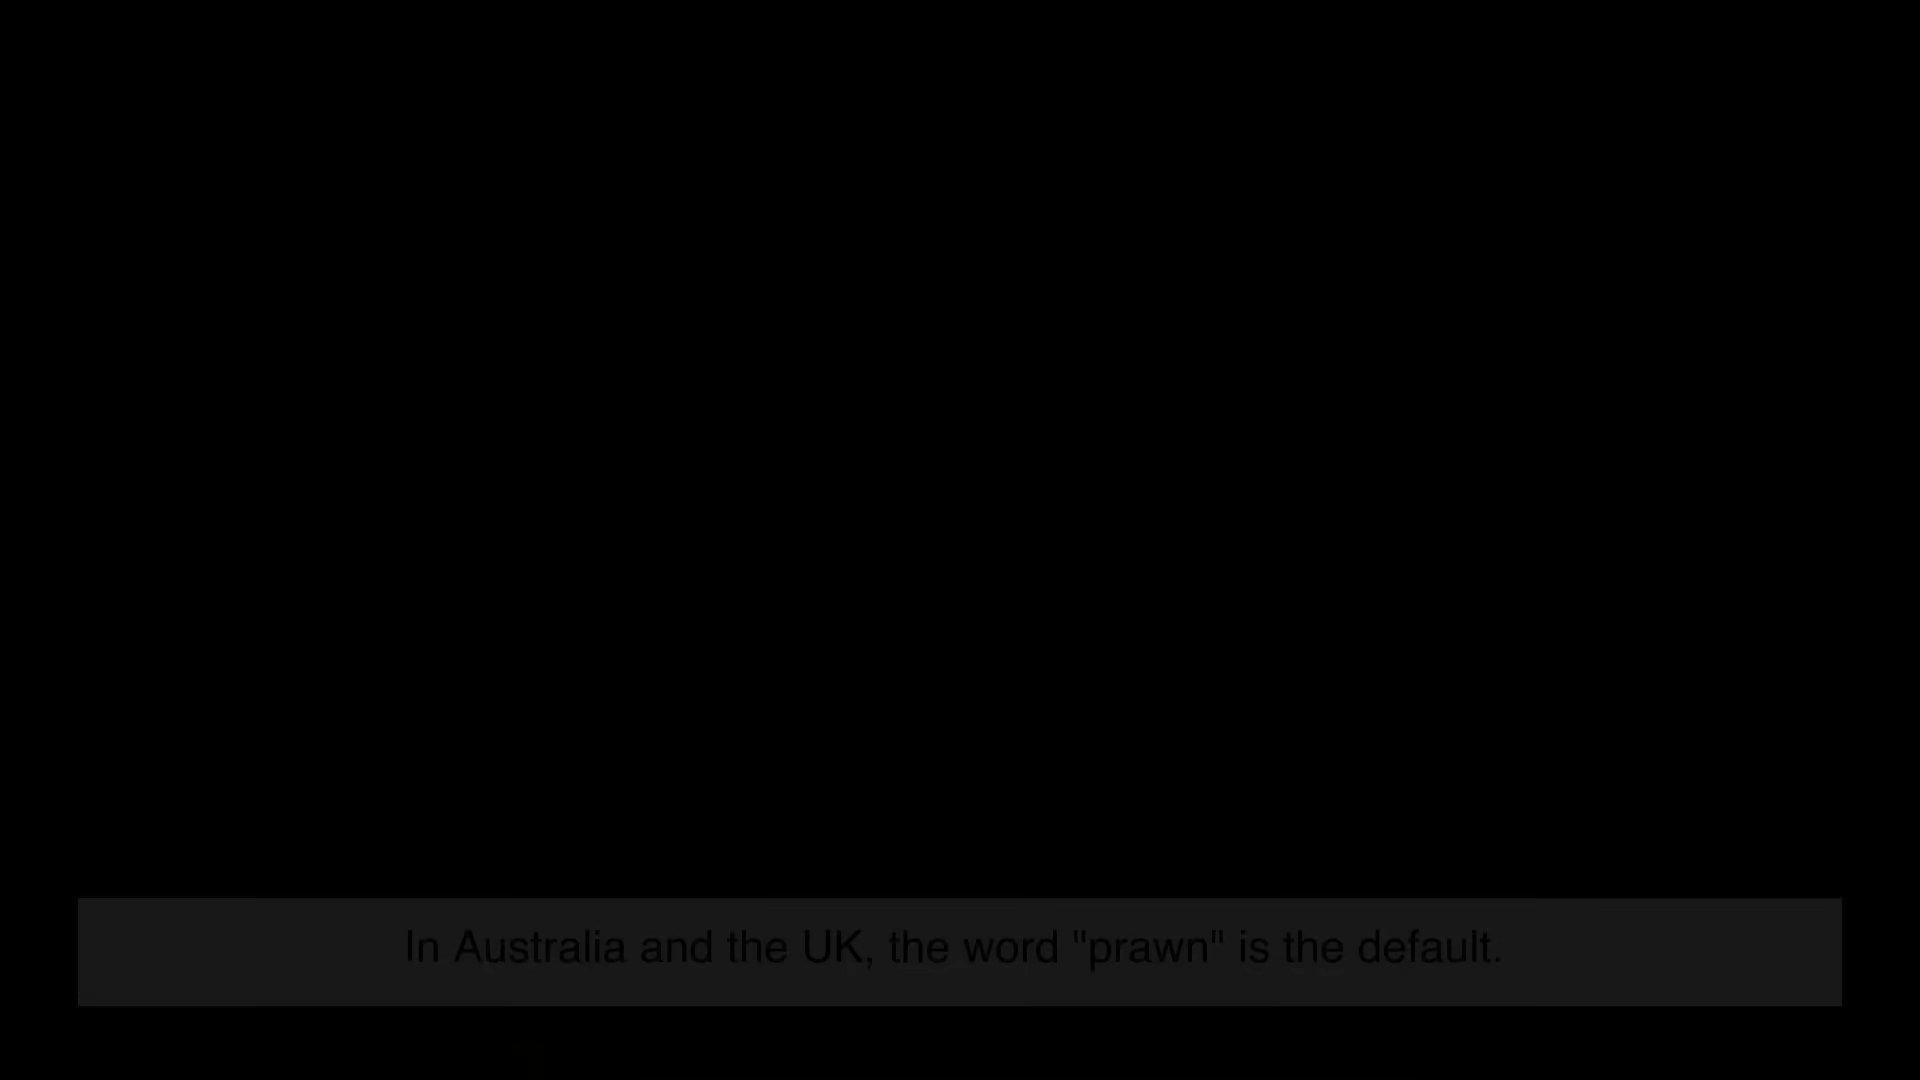 In Australia and the UK, the word "prawn" is the default.